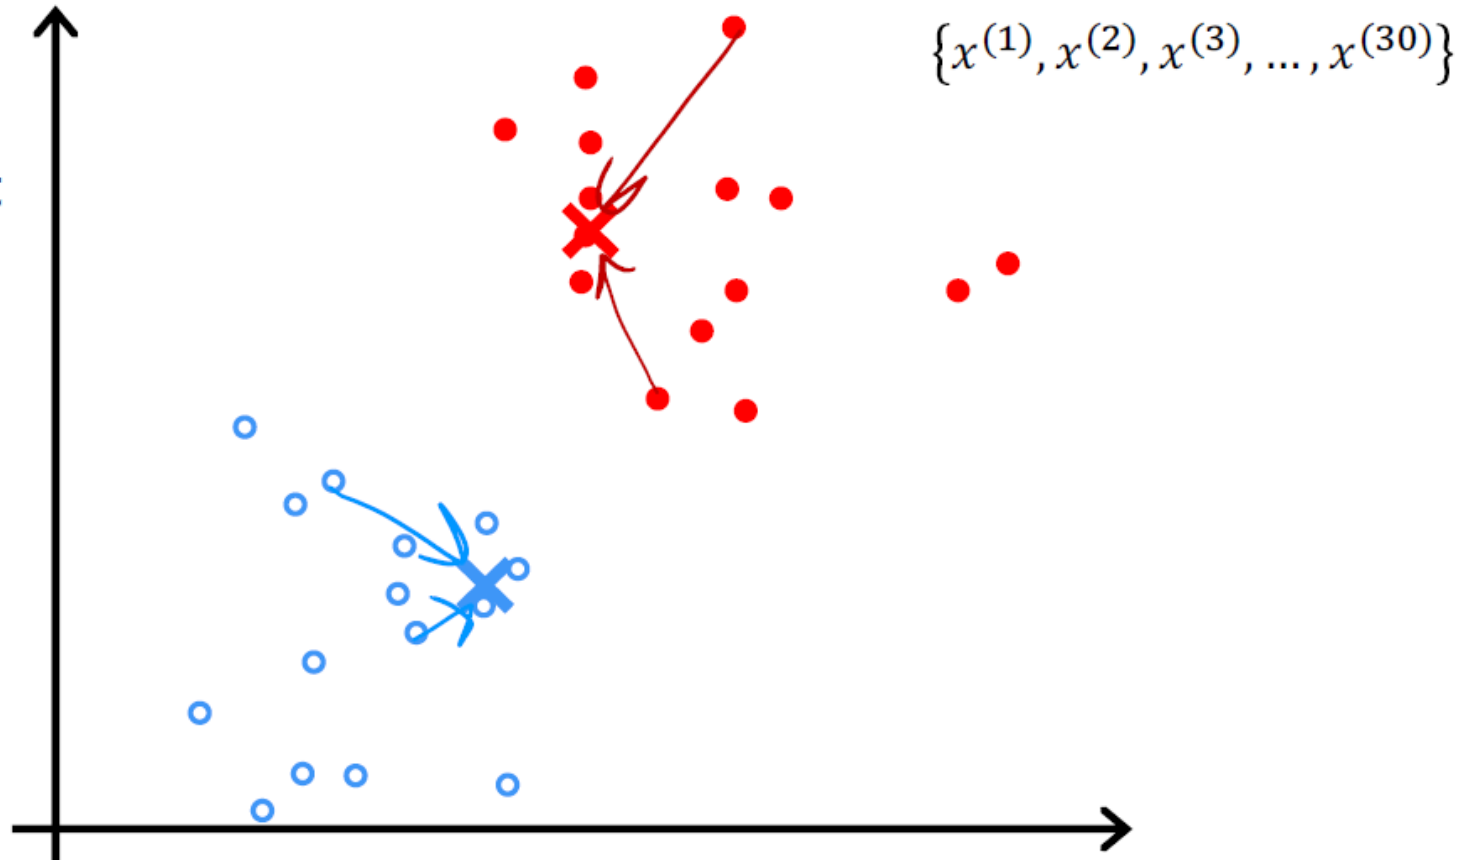 {x⁽¹⁾, x⁽²⁾, x⁽³⁾, … , x⁽³⁰⁾}